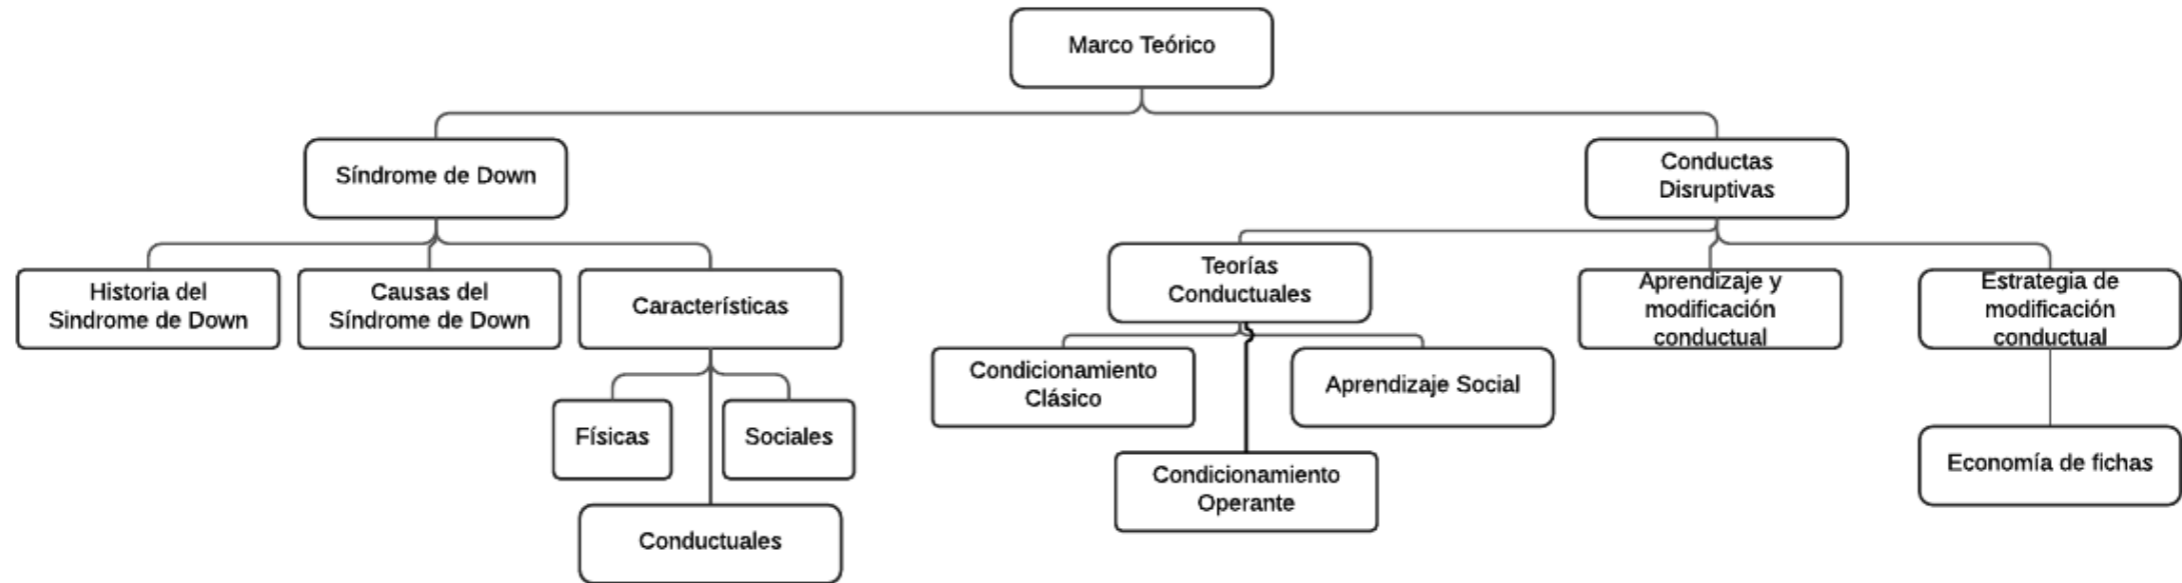 Marco Teórico
Síndrome de Down
Conductas
Disruptivas
Historia del
Sindrome de Down
Causas del
Síndrome de Down
Características
Teorías
Conductuales
Aprendizaje y
modificación
conductual
Estrategia de
modificación
conductual
Físicas
Sociales
Conductuales
Condicionamiento
Clásico
Aprendizaje Social
Condicionamiento
Operante
Economía de fichas